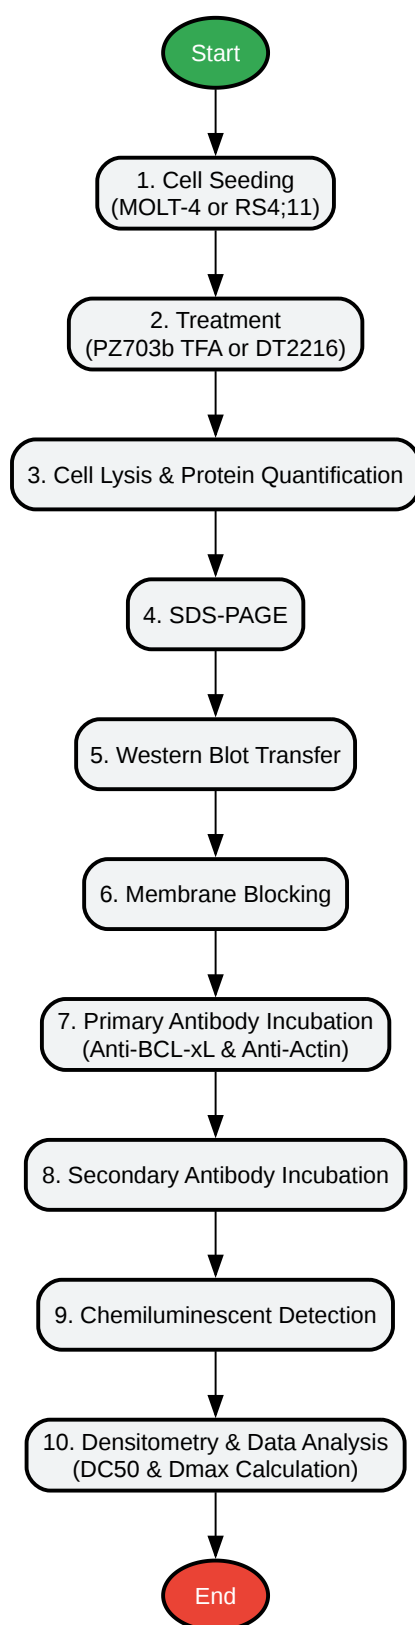 Start
1. Cell Seeding
(MOLT-4 or RS4;11)
2. Treatment
(PZ703b TFA or DT2216)
3. Cell Lysis & Protein Quantification
4. SDS-PAGE
5. Western Blot Transfer
6. Membrane Blocking
7. Primary Antibody Incubation
(Anti-BCL-xL & Anti-Actin)
8. Secondary Antibody Incubation
9. Chemiluminescent Detection
10. Densitometry & Data Analysis
(DC50 & Dmax Calculation)
End